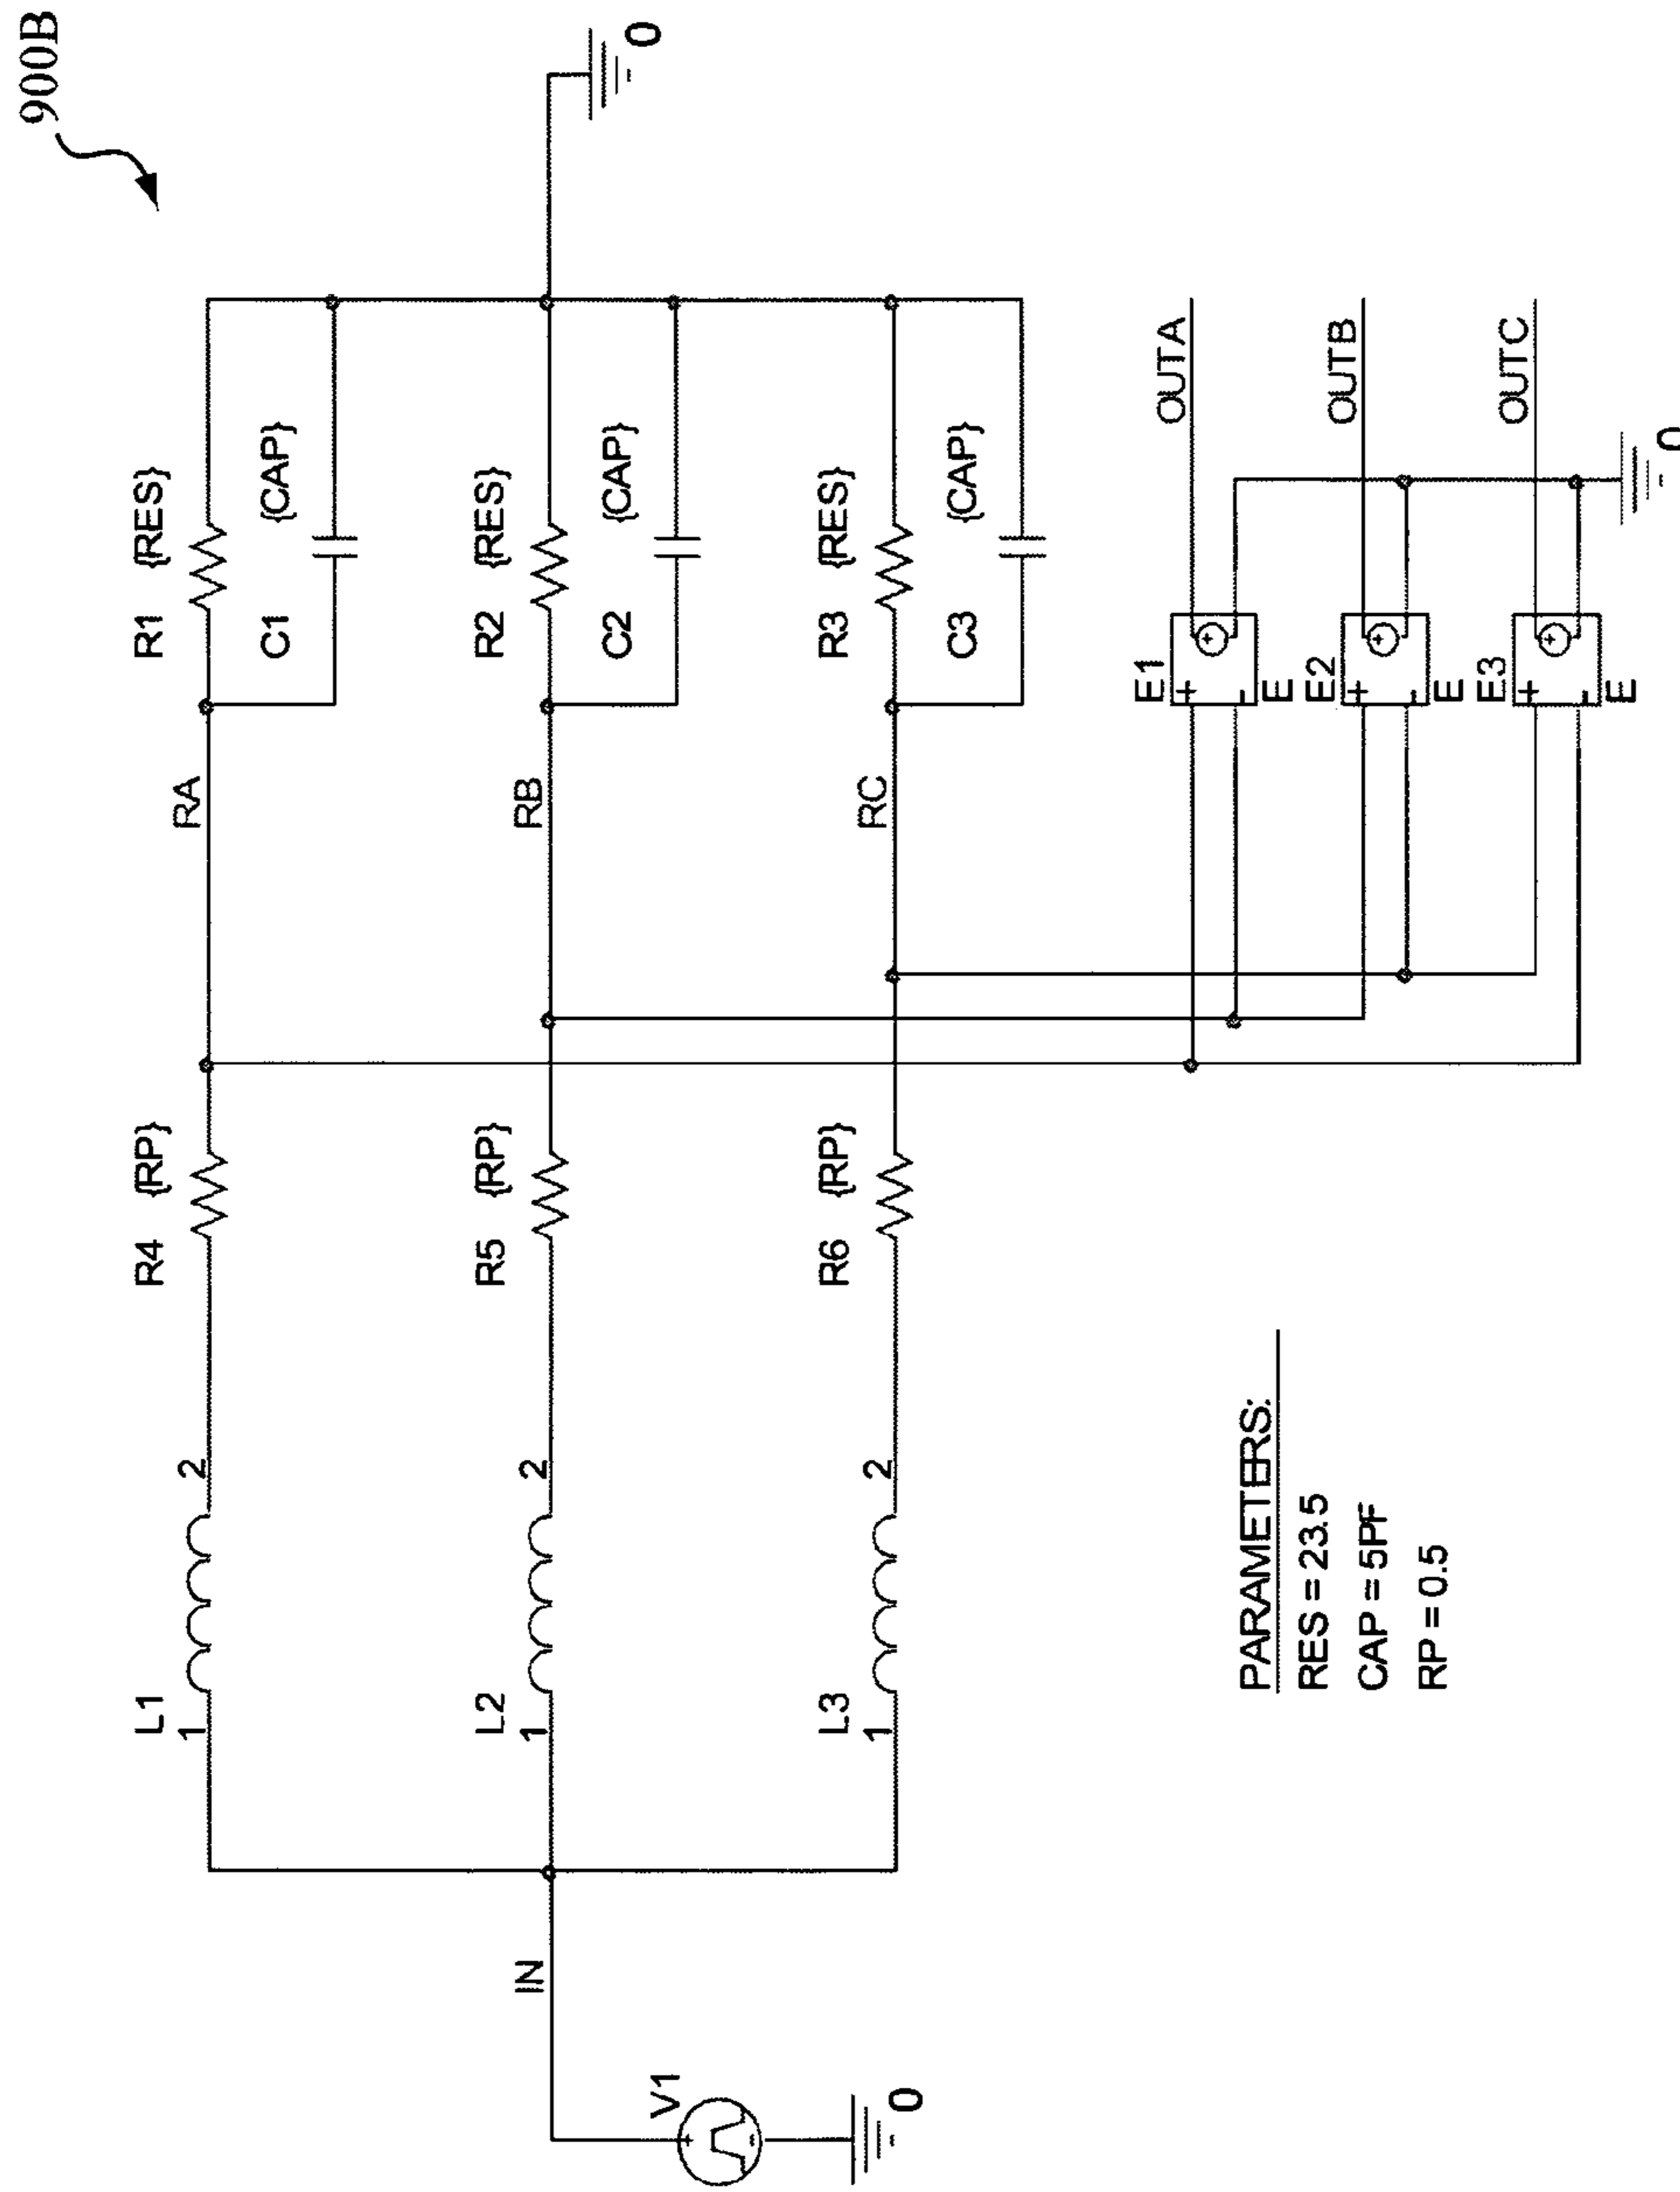 900B
L1
1
2
R4 {RP}
RA
R1 {RES}
C1 {CAP}
IN
L2
1
2
R5 {RP}
RB
R2 {RES}
C2 {CAP}
0
V1
0
L3
1
2
R6 {RP}
RC
R3 {RES}
C3 {CAP}
E1
+
-
+
E
OUTA
E2
+
-
+
E
OUTB
E3
+
-
+
E
OUTC
0
PARAMETERS:
RES = 23.5
CAP = 5PF
RP = 0.5